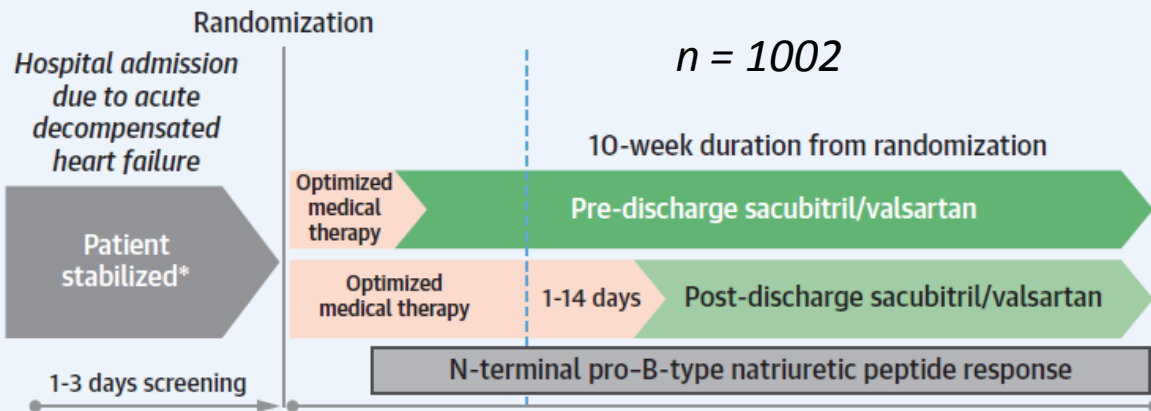 Randomization
Hospital admission
due to acute
decompensated
heart failure
n = 1002
10-week duration from randomization
Optimized
medical
therapy
Pre-discharge sacubitril/valsartan
Patient
stabilized*
Optimized
medical therapy
1-14 days
Post-discharge sacubitril/valsartan
N-terminal pro–B-type natriuretic peptide response
1-3 days screening